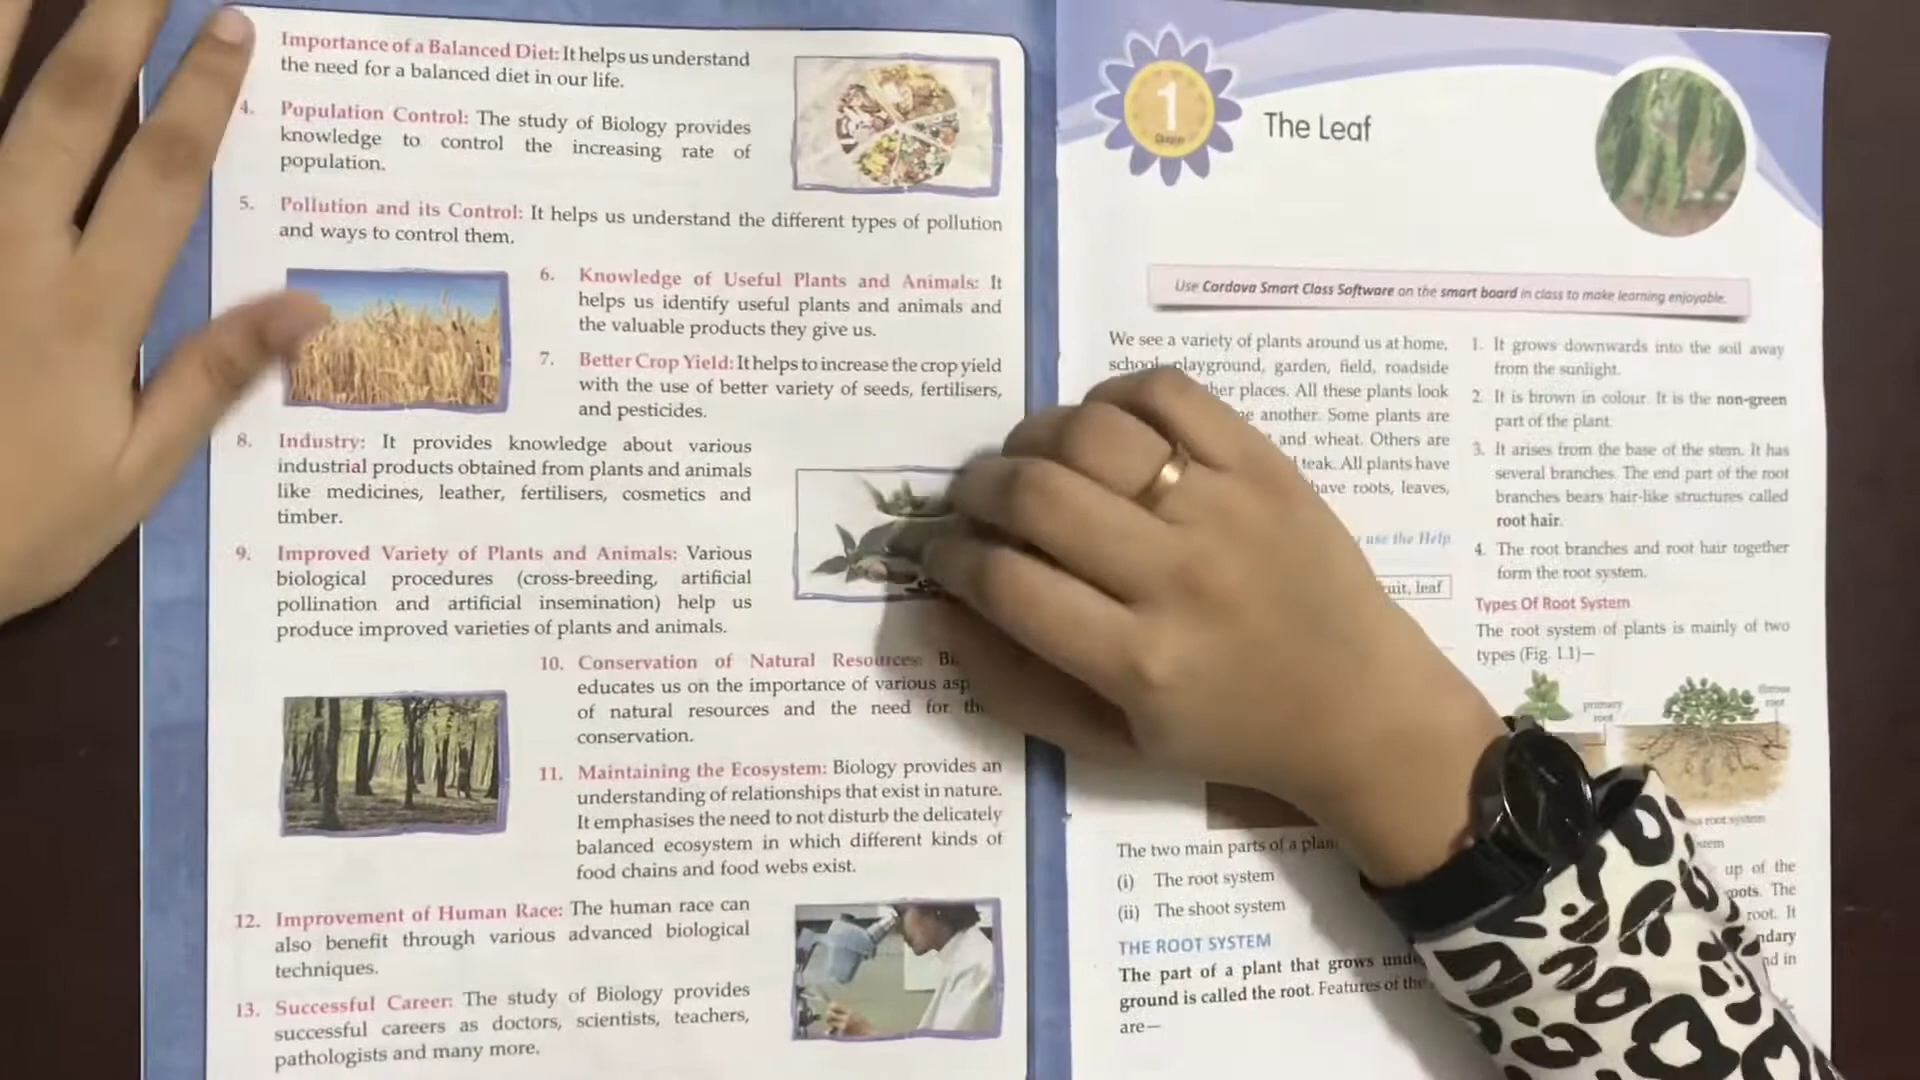 Importance of a Balanced Diet: It helps us understand
the need for a balanced diet in our life.
4. Population Control: The study of Biology provides
knowledge to control the increasing rate of
population.
5. Pollution and its Control: It helps us understand the different types of pollution
and ways to control them.
6. Knowledge of Useful Plants and Animals: It
helps us identify useful plants and animals and
the valuable products they give us.
7. Better Crop Yield: It helps to increase the crop yield
with the use of better variety of seeds, fertilisers,
and pesticides.
8. Industry: It provides knowledge about various
industrial products obtained from plants and animals
like medicines, leather, fertilisers, cosmetics and
timber.
9. Improved Variety of Plants and Animals: Various
biological procedures (cross-breeding, artificial
pollination and artificial insemination) help us
produce improved varieties of plants and animals.
10. Conservation of Natural Resources:
educates us on the importance of various
of natural resources and the need for
conservation.
11. Maintaining the Ecosystem: Biology provides an
understanding of relationships that exist in nature.
It emphasises the need to not disturb the delicately
balanced ecosystem in which different kinds of
food chains and food webs exist.
12. Improvement of Human Race: The human race can
also benefit through various advanced biological
techniques.
13. Successful Career: The study of Biology provides
successful careers as doctors, scientists, teachers,
pathologists and many more.
1
The Leaf
Use Cordova Smart Class Software on the smart board in class to make learning enjoyable.
We see a variety of plants around us at home,
school, playground, garden, field, roadside
places. All these plants look
another. Some plants are
and wheat. Others are
teak. All plants have
have roots, leaves,
use the Help
leaf
The two main parts of a
(i) The root system
(ii) The shoot system
THE ROOT SYSTEM
The part of a plant that grows
ground is called the root. Features of
are—
1. It grows downwards into the soil away
from the sunlight.
2. It is brown in colour. It is the non-green
part of the plant.
3. It arises from the base of the stem. It has
several branches. The end part of the root
branches bears hair-like structures called
root hair.
4. The root branches and root hair together
form the root system.
Types Of Root System
The root system of plants is mainly of two
types (Fig. 1.1)—
primary
root
fibrous
root
root system
up of the
The
root. It
in